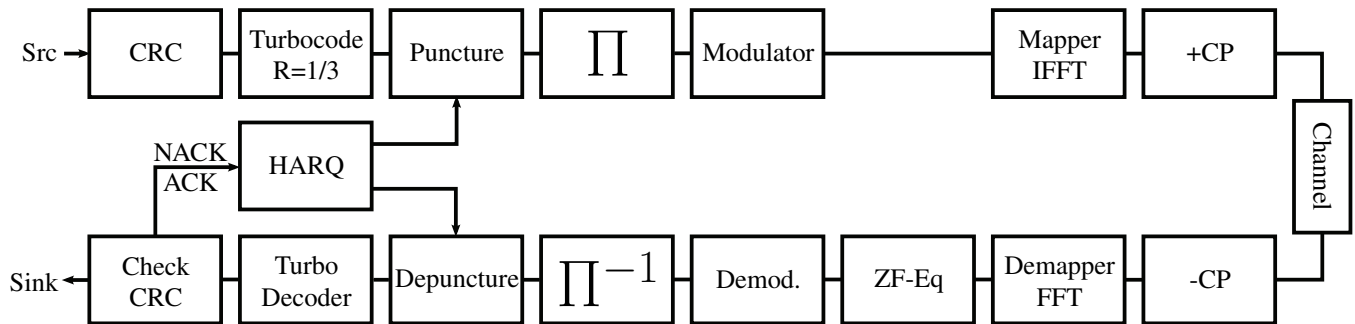 Src
CRC
Turbocode
R=1/3
Puncture
∏
Modulator
Mapper
IFFT
+CP
Channel
NACK
ACK
HARQ
Sink
Check
CRC
Turbo
Decoder
Depuncture
∏⁻¹
Demod.
ZF-Eq
Demapper
FFT
-CP